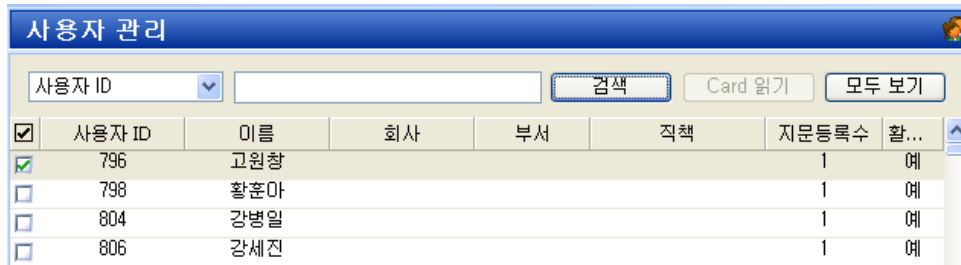 사용자 관리
사용자 ID 검색 Card 읽기 모두 보기
사용자 ID 이름 회사 부서 직책 지문등록수 활...
796 고원창 1 예
798 황훈아 1 예
804 강병일 1 예
806 강세진 1 예